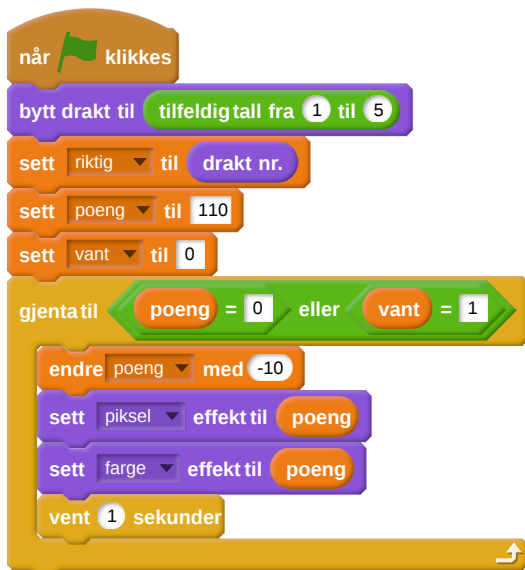 når klikkes
bytt drakt til tilfeldig tall fra 1 til 5
sett riktig til drakt nr.
sett poeng til 110
sett vant til 0
gjenta til poeng = 0 eller vant = 1
endre poeng med -10
sett piksel effekt til poeng
sett farge effekt til poeng
vent 1 sekunder